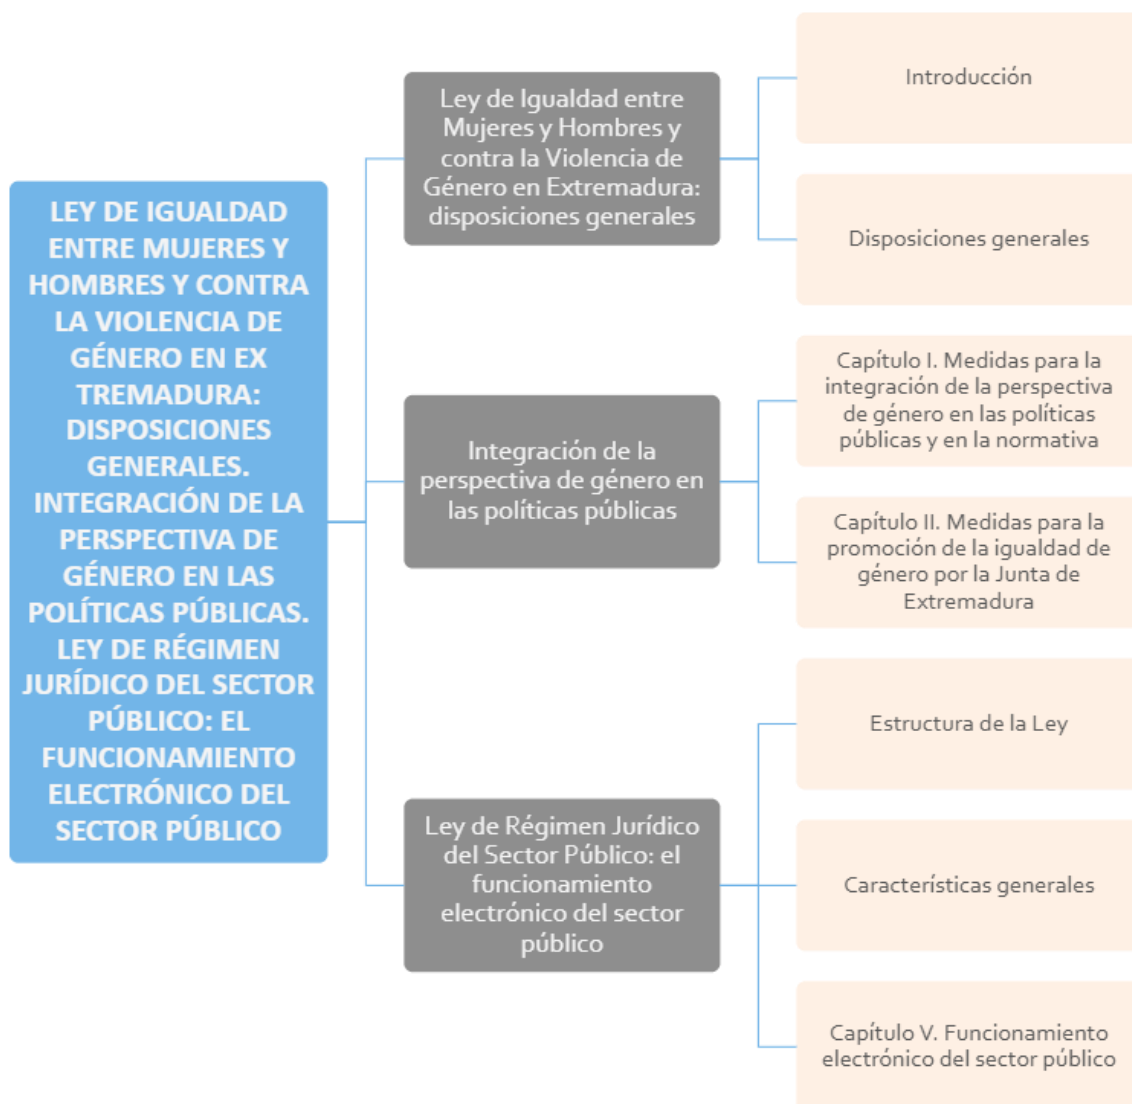 LEY DE IGUALDAD
ENTRE MUJERES Y
HOMBRES Y CONTRA
LA VIOLENCIA DE
GÉNERO EN EX
TREMADURA:
DISPOSICIONES
GENERALES.
INTEGRACIÓN DE LA
PERSPECTIVA DE
GÉNERO EN LAS
POLÍTICAS PÚBLICAS.
LEY DE RÉGIMEN
JURÍDICO DEL SECTOR
PÚBLICO: EL
FUNCIONAMIENTO
ELECTRÓNICO DEL
SECTOR PÚBLICO
Ley de Igualdad entre
Mujeres y Hombres y
contra la Violencia de
Género en Extremadura:
disposiciones generales
Introducción
Disposiciones generales
Integración de la
perspectiva de género en
las políticas públicas
Capítulo I. Medidas para la
integración de la perspectiva
de género en las políticas
públicas y en la normativa
Capítulo II. Medidas para la
promoción de la igualdad de
género por la Junta de
Extremadura
Ley de Régimen Jurídico
del Sector Público: el
funcionamiento
electrónico del sector
público
Estructura de la Ley
Características generales
Capítulo V. Funcionamiento
electrónico del sector público